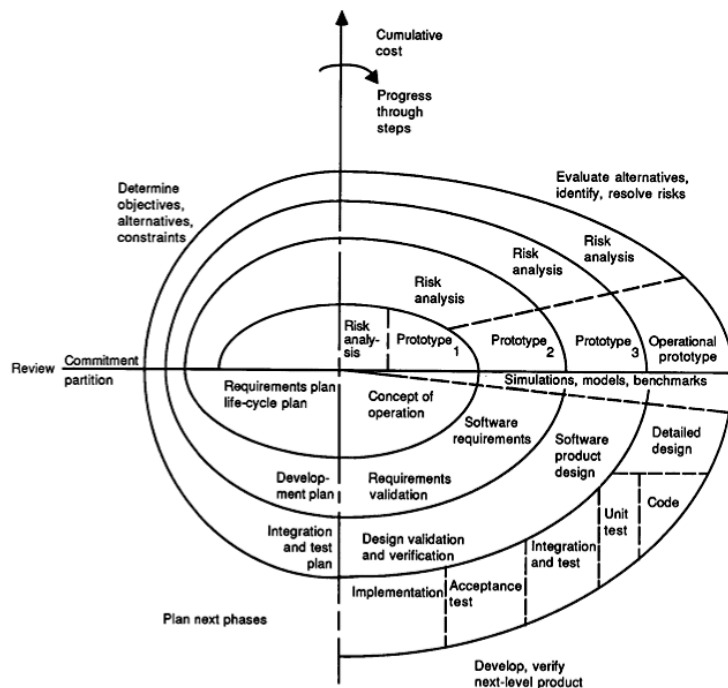 Cumulative
cost
Progress
through
steps
Determine
objectives,
alternatives,
constraints
Evaluate alternatives,
identify, resolve risks
Risk
analysis
Risk
analysis
Risk
analysis
Risk
analy-
sis
Prototype
1
Prototype
2
Prototype
3
Operational
prototype
Review
Commitment
partition
Simulations, models, benchmarks
Requirements plan
life-cycle plan
Concept of
operation
Software
requirements
Software
product
design
Detailed
design
Develop-
ment plan
Requirements
validation
Integration
and test
plan
Design validation
and verification
Code
Unit
test
Integration
and test
Acceptance
test
Implementation
Plan next phases
Develop, verify
next-level product